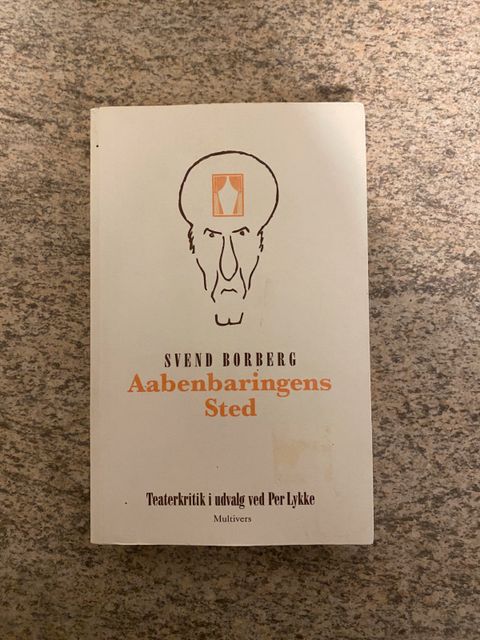 SVEND BORBERG
Aabenbaringens
Sted
Teaterkritik i udvalg ved Per Lykke
Multivers